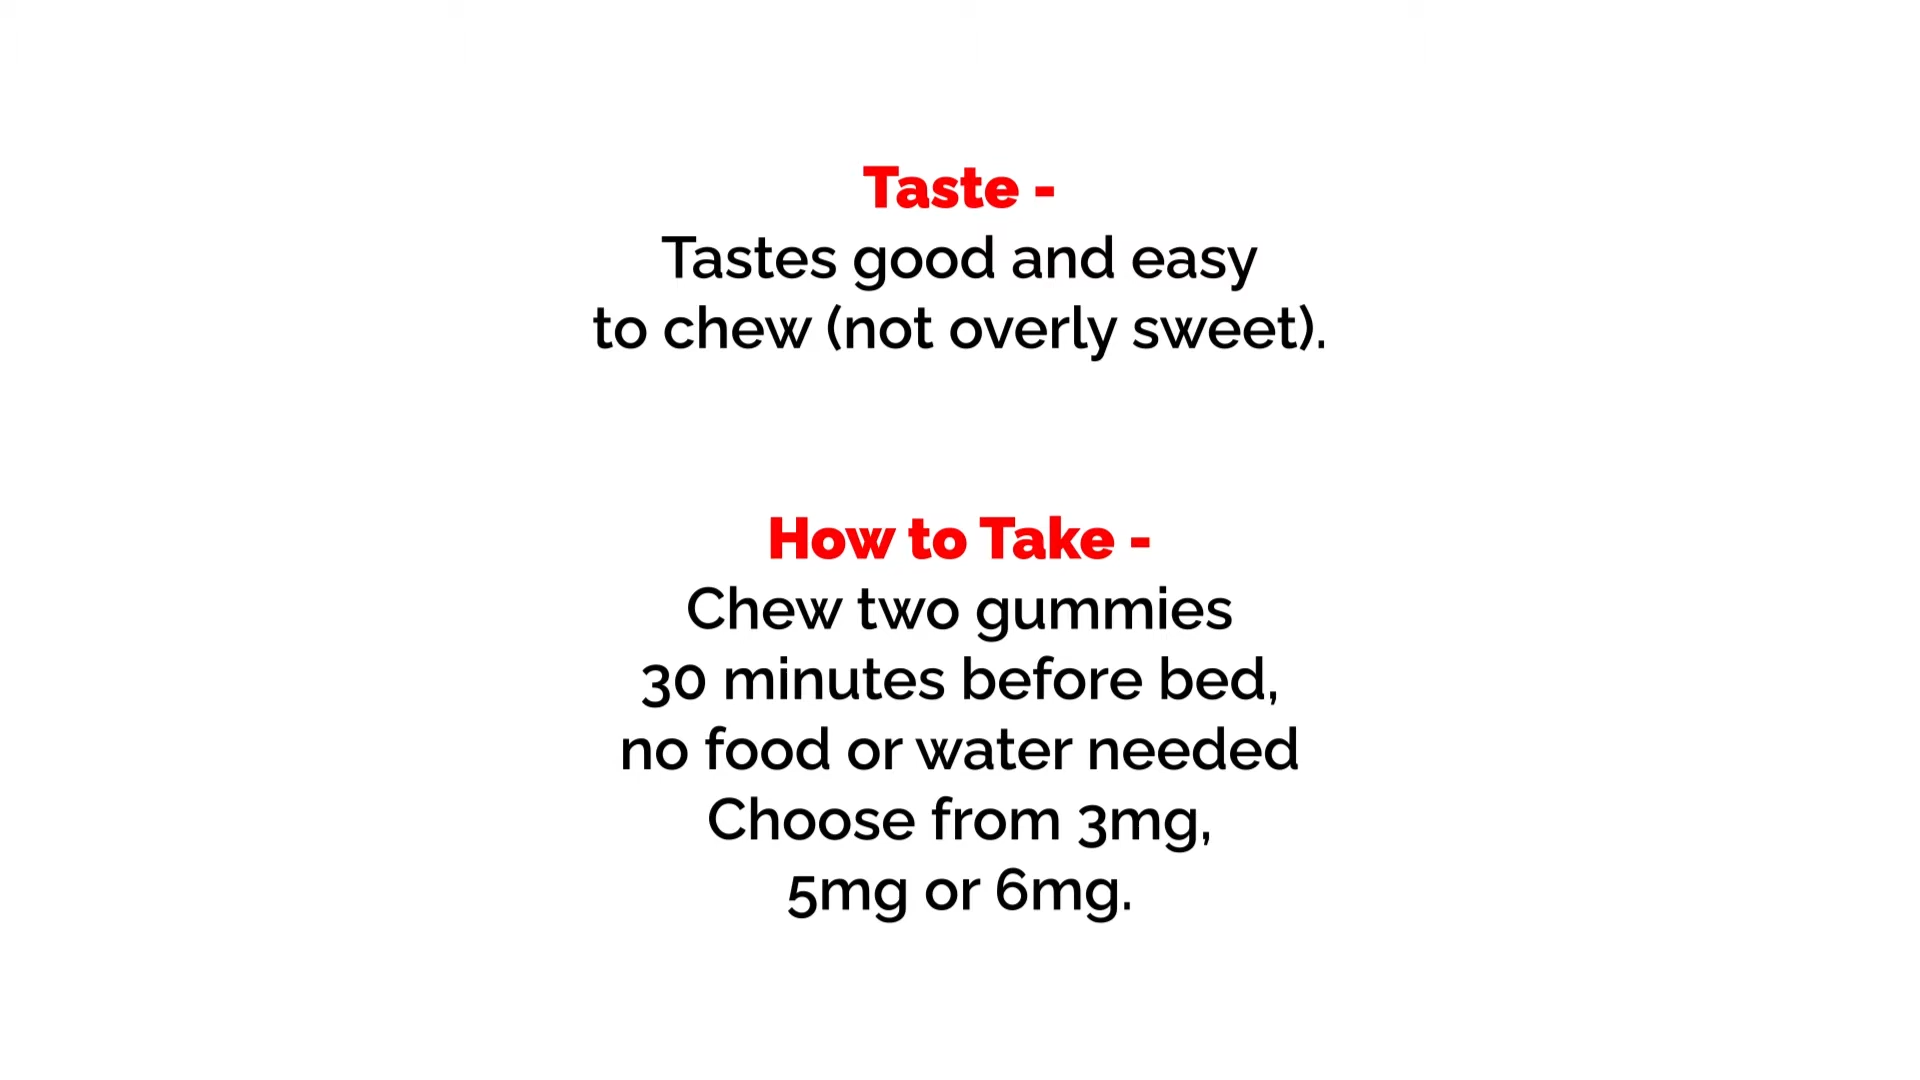 Taste -
Tastes good and easy
to chew (not overly sweet).
How to Take -
Chew two gummies
30 minutes before bed,
no food or water needed
Choose from 3mg,
5mg or 6mg.